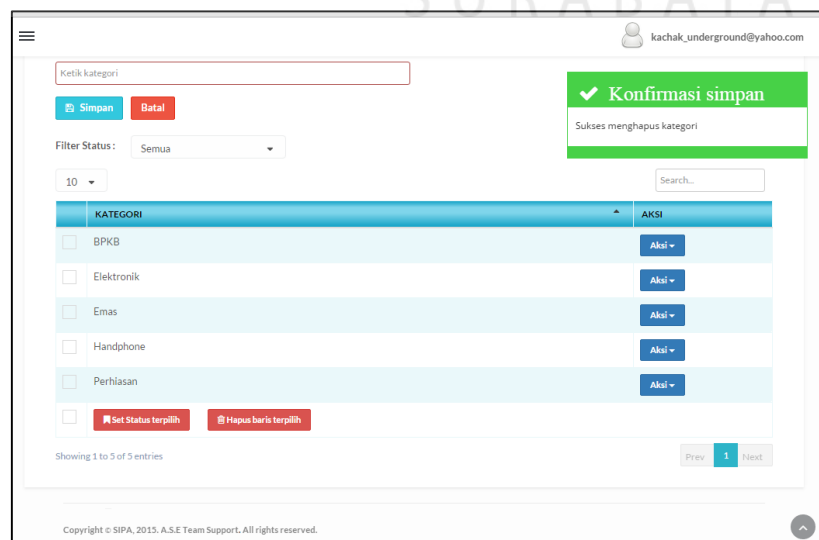 SURABAYA
kachak_underground@yahoo.com
Ketik kategori
Konfirmasi simpan
Sukses menghapus kategori
Simpan Batal
Filter Status : Semua
10 Search...
KATEGORI AKSI
BPKB Aksi
Elektronik Aksi
Emas Aksi
Handphone Aksi
Perhiasan Aksi
Set Status terpilih Hapus baris terpilih
Showing 1 to 5 of 5 entries Prev 1 Next
Copyright © SIPA, 2015. A.S.E Team Support. All rights reserved.